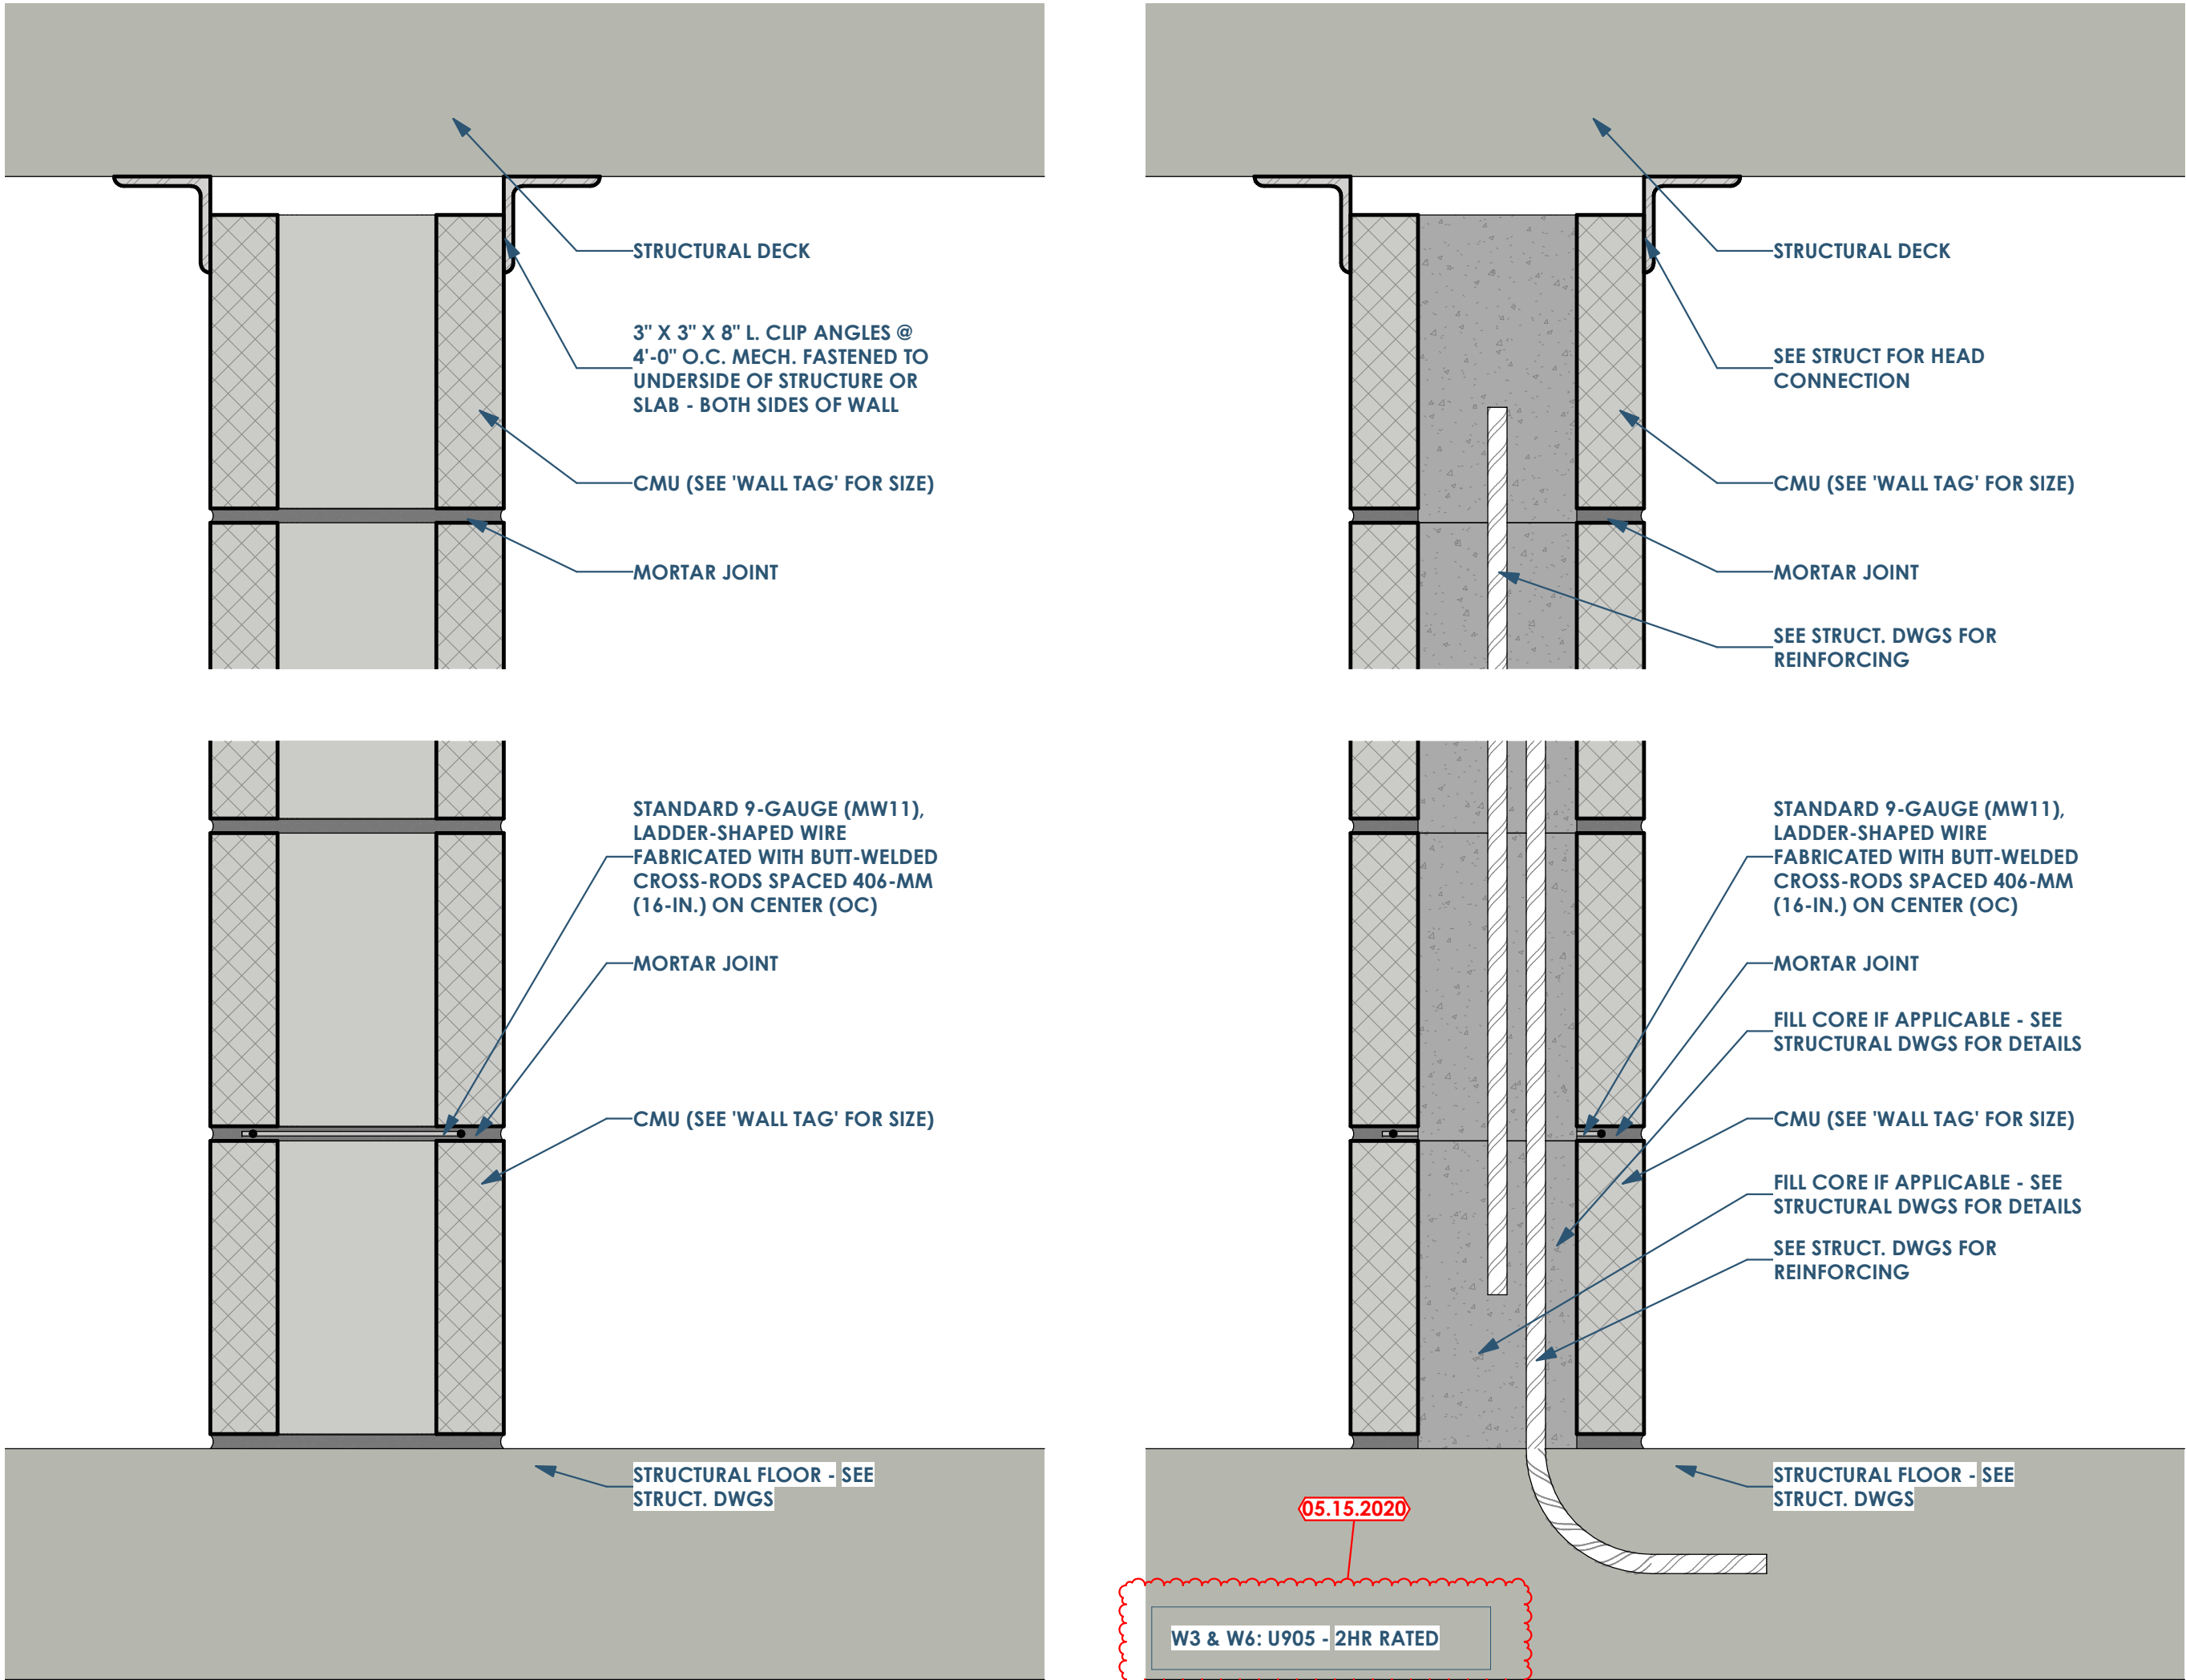 STRUCTURAL DECK
3" X 3" X 8" L. CLIP ANGLES @
4'-0" O.C. MECH. FASTENED TO
UNDERSIDE OF STRUCTURE OR
SLAB - BOTH SIDES OF WALL
CMU (SEE 'WALL TAG' FOR SIZE)
MORTAR JOINT
STANDARD 9-GAUGE (MW11),
LADDER-SHAPED WIRE
FABRICATED WITH BUTT-WELDED
CROSS-RODS SPACED 406-MM
(16-IN.) ON CENTER (OC)
MORTAR JOINT
CMU (SEE 'WALL TAG' FOR SIZE)
STRUCTURAL FLOOR - SEE
STRUCT. DWGS
STRUCTURAL DECK
SEE STRUCT FOR HEAD
CONNECTION
CMU (SEE 'WALL TAG' FOR SIZE)
MORTAR JOINT
SEE STRUCT. DWGS FOR
REINFORCING
STANDARD 9-GAUGE (MW11),
LADDER-SHAPED WIRE
FABRICATED WITH BUTT-WELDED
CROSS-RODS SPACED 406-MM
(16-IN.) ON CENTER (OC)
MORTAR JOINT
FILL CORE IF APPLICABLE - SEE
STRUCTURAL DWGS FOR DETAILS
CMU (SEE 'WALL TAG' FOR SIZE)
FILL CORE IF APPLICABLE - SEE
STRUCTURAL DWGS FOR DETAILS
SEE STRUCT. DWGS FOR
REINFORCING
STRUCTURAL FLOOR - SEE
STRUCT. DWGS
05.15.2020
W3 & W6: U905 - 2HR RATED